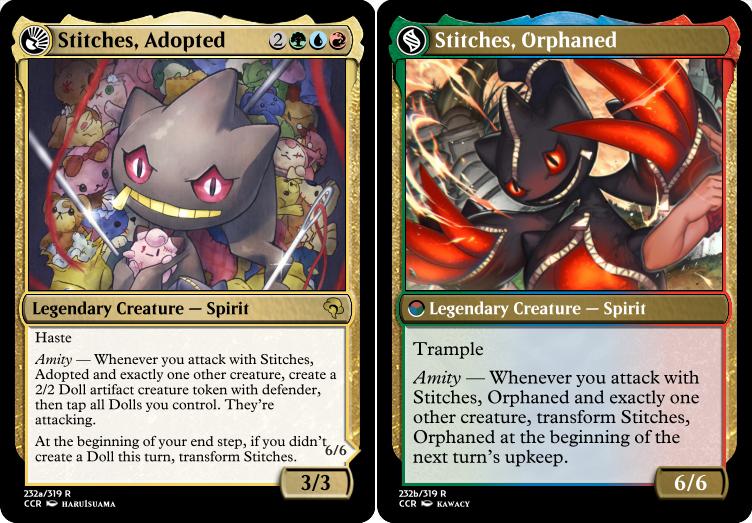 Stitches, Adopted 2
Legendary Creature — Spirit
Haste
Amity — Whenever you attack with Stitches,
Adopted and exactly one other creature, create a
2/2 Doll artifact creature token with defender,
then tap all Dolls you control. They're
attacking.
At the beginning of your end step, if you didn't
create a Doll this turn, transform Stitches.
6/6
3/3
232a/319 R
CCR HARUISUAMA
Stitches, Orphaned
Legendary Creature — Spirit
Trample
Amity — Whenever you attack with
Stitches, Orphaned and exactly one
other creature, transform Stitches,
Orphaned at the beginning of the
next turn's upkeep.
6/6
232b/319 R
CCR KAWACY